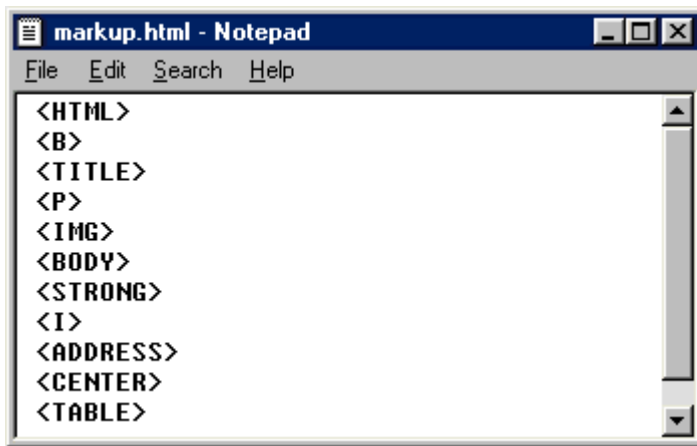 markup.html - Notepad
File Edit Search Help
<HTML>
<B>
<TITLE>
<P>
<IMG>
<BODY>
<STRONG>
<I>
<ADDRESS>
<CENTER>
<TABLE>